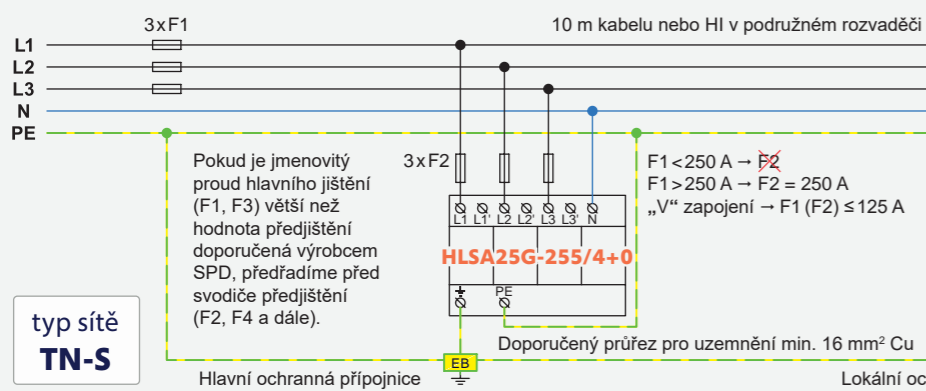 3xF1
10 m kabelu nebo HI v podružném rozvaděči
L1
L2
L3
N
PE
Pokud je jmenovitý
proud hlavního jištění
(F1, F3) větší než
hodnota předjištění
doporučená výrobcem
SPD, předřadíme před
svodiče předjištění
(F2, F4 a dále).
3xF2
F1<250 A → F2
F1>250 A → F2 = 250 A
„V“ zapojení → F1 (F2) ≤ 125 A
L1 L1' L2 L2' L3 L3' N
HLSA25G-255/4+0
PE
typ sítě
TN-S
EB
Doporučený průřez pro uzemnění min. 16 mm² Cu
Hlavní ochranná přípojnice
Lokální oc